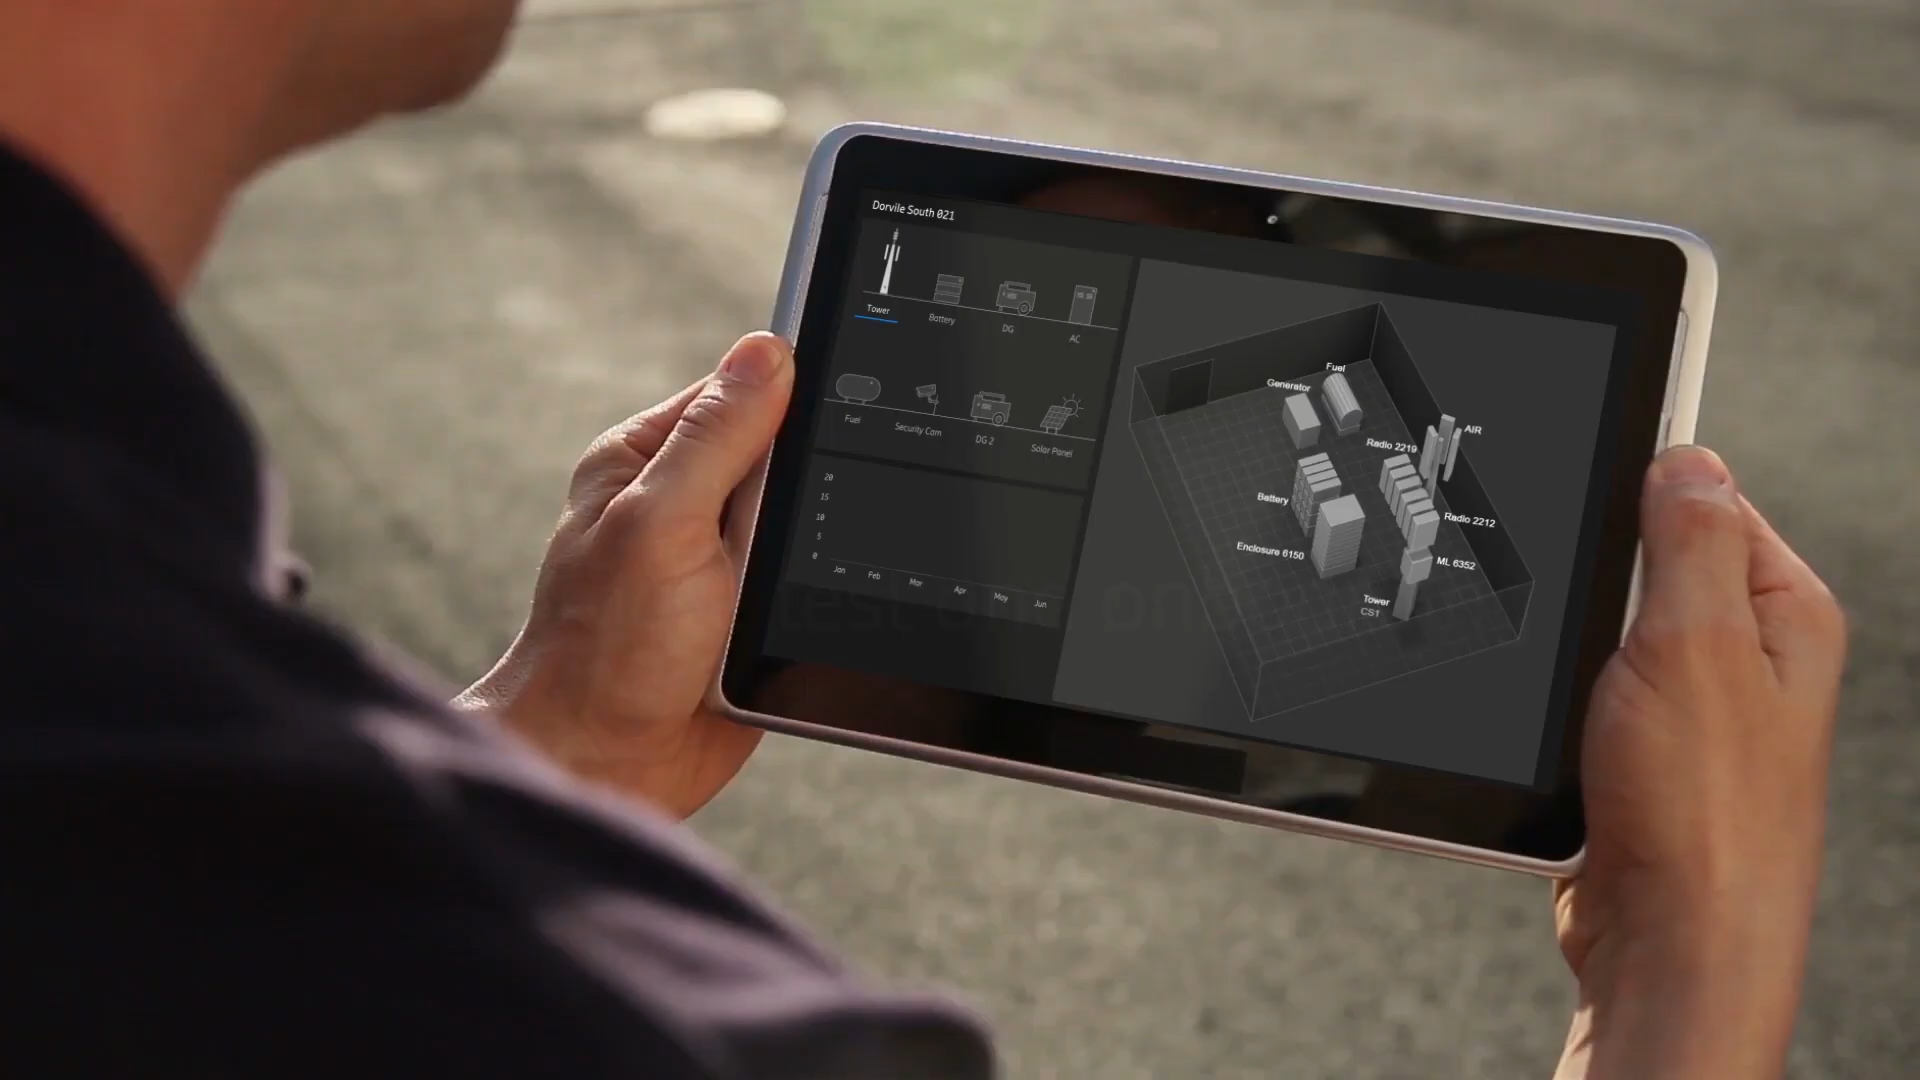 Dorvile South 021
Tower
Battery
DG
AC
Fuel
Security Cam
DG 2
Solar Panel
20
15
10
5
0
Jan
Feb
Mar
Apr
May
Jun
Fuel
Generator
AIR
Radio 2219
Battery
Radio 2212
Enclosure 6150
ML 6352
Tower
CS1